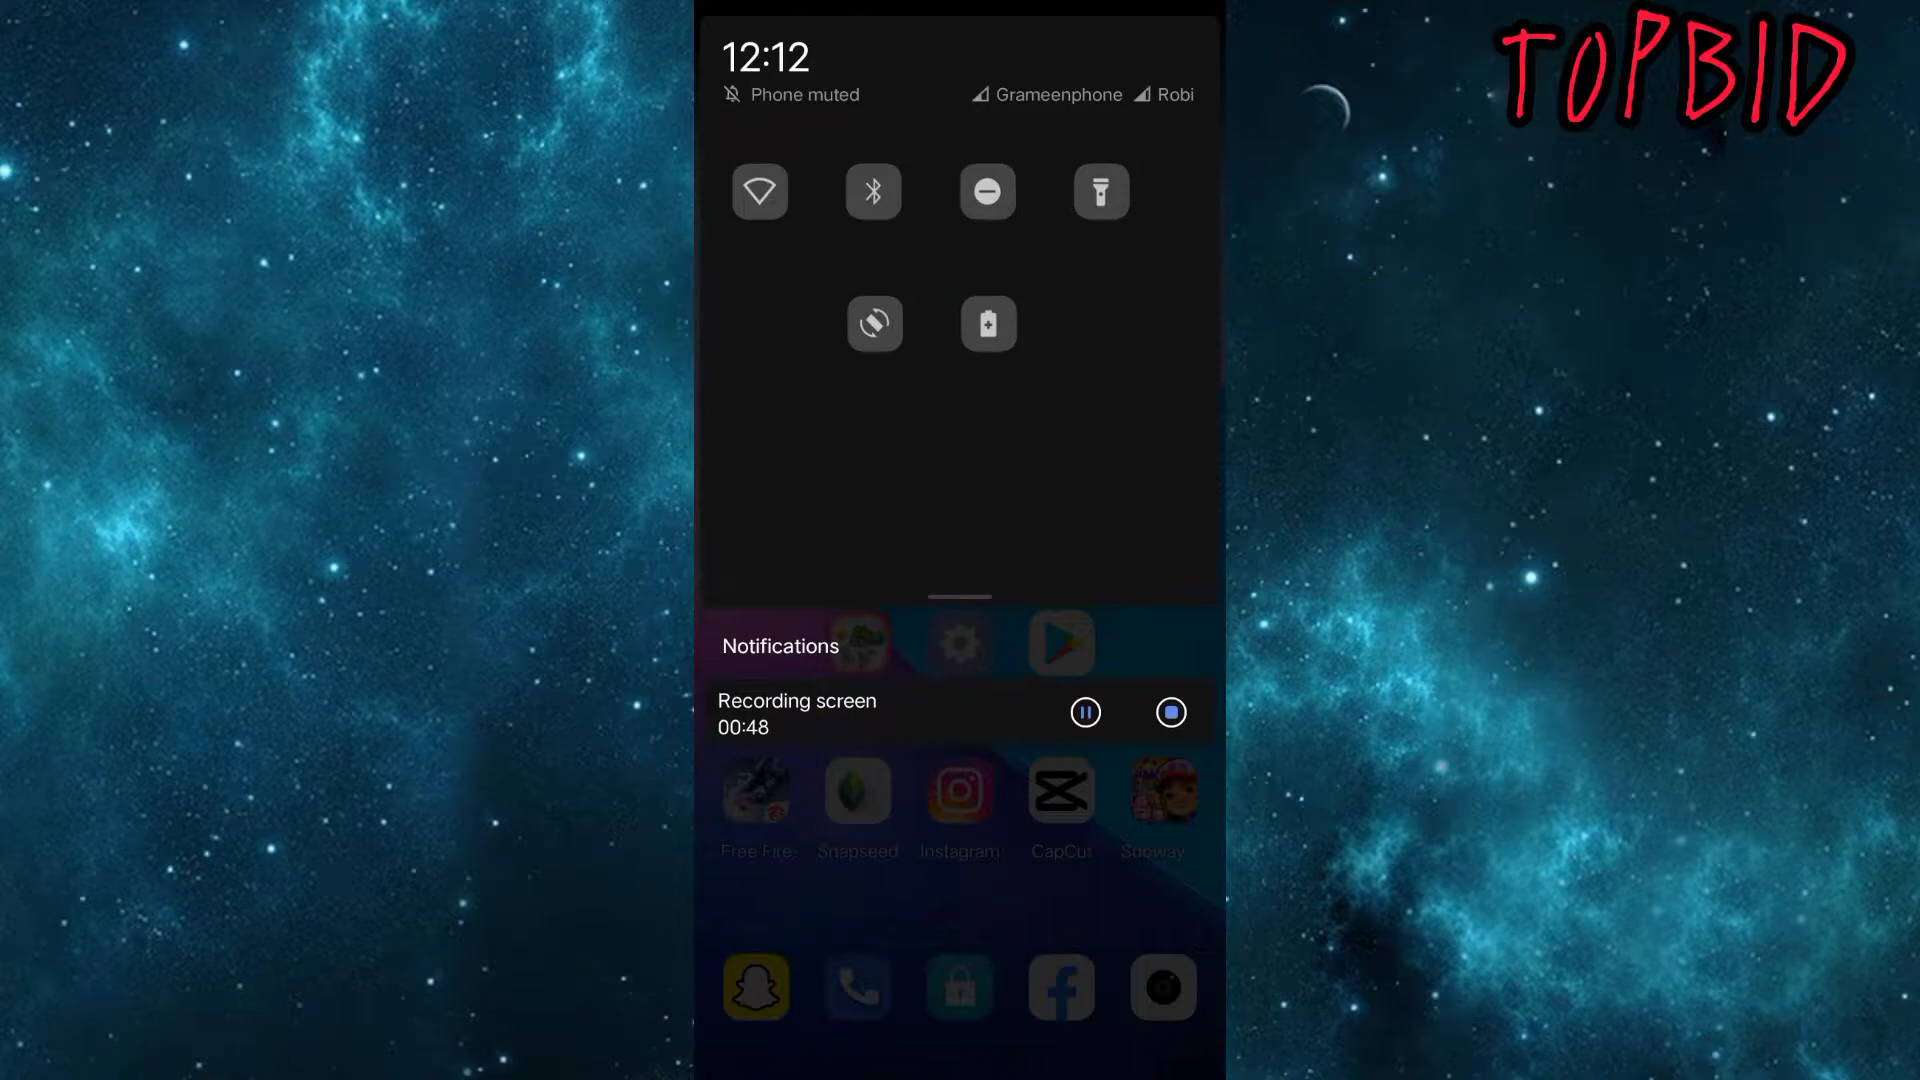 TOPBID
12:12
Phone muted Grameenphone Robi
Notifications
Recording screen
00:48
Free Fire Snapseed Instagram CapCut Subway